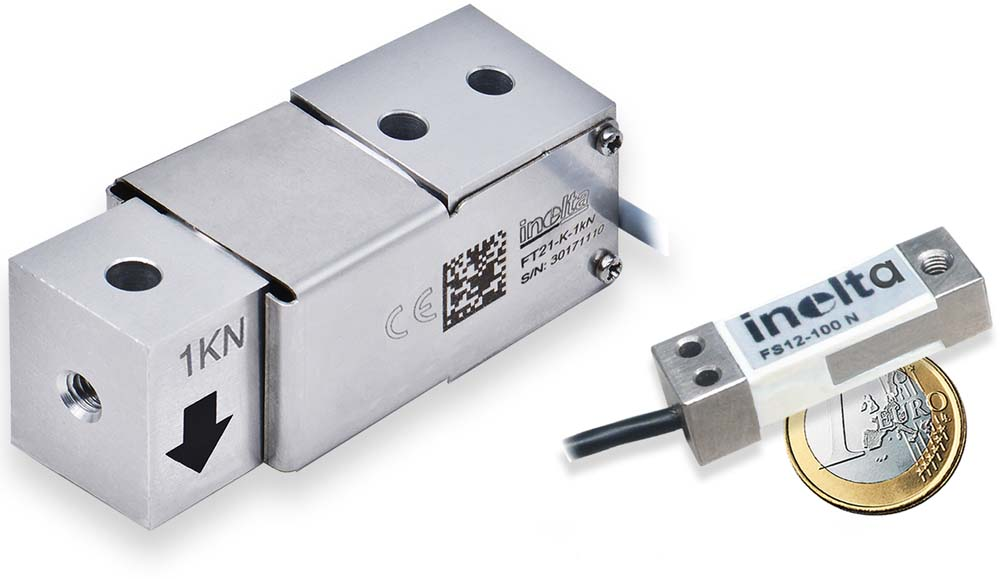 inelta
FT21-K-1kN
S/N: 30171110
CE
1KN
inelta
FS12-100 N
1
EURO